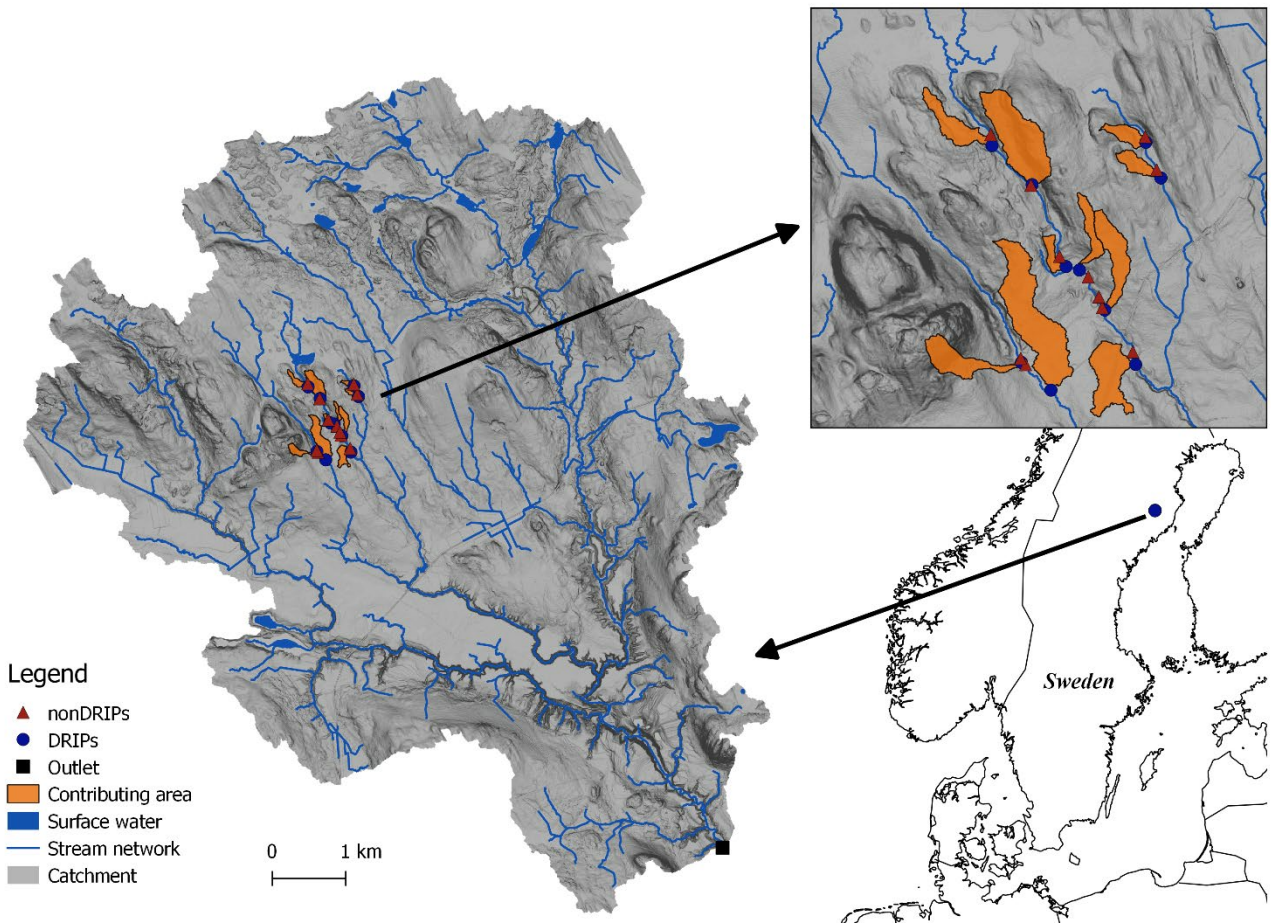 Sweden
Legend
nonDRIPs
DRIPs
Outlet
Contributing area
Surface water
Stream network
Catchment
0 1 km